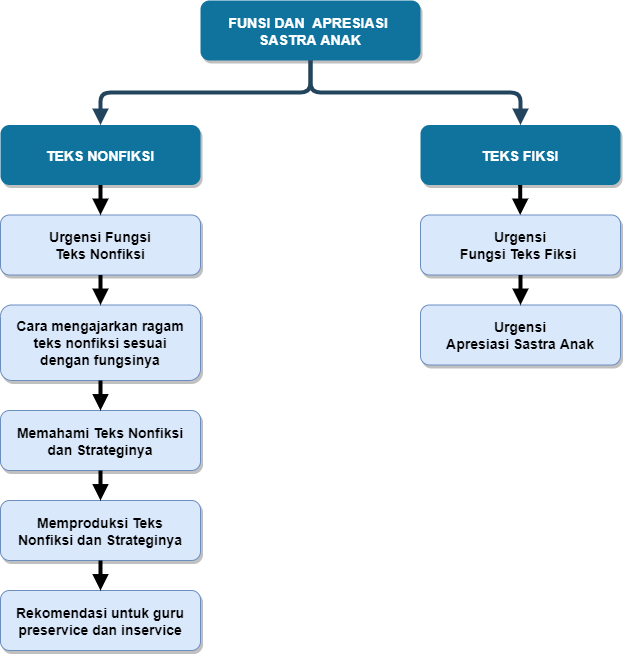 FUNSI DAN APRESIASI
SASTRA ANAK
TEKS NONFIKSI
TEKS FIKSI
Urgensi Fungsi
Teks Nonfiksi
Urgensi
Fungsi Teks Fiksi
Cara mengajarkan ragam
teks nonfiksi sesuai
dengan fungsinya
Urgensi
Apresiasi Sastra Anak
Memahami Teks Nonfiksi
dan Strateginya
Memproduksi Teks
Nonfiksi dan Strateginya
Rekomendasi untuk guru
preservice dan inservice